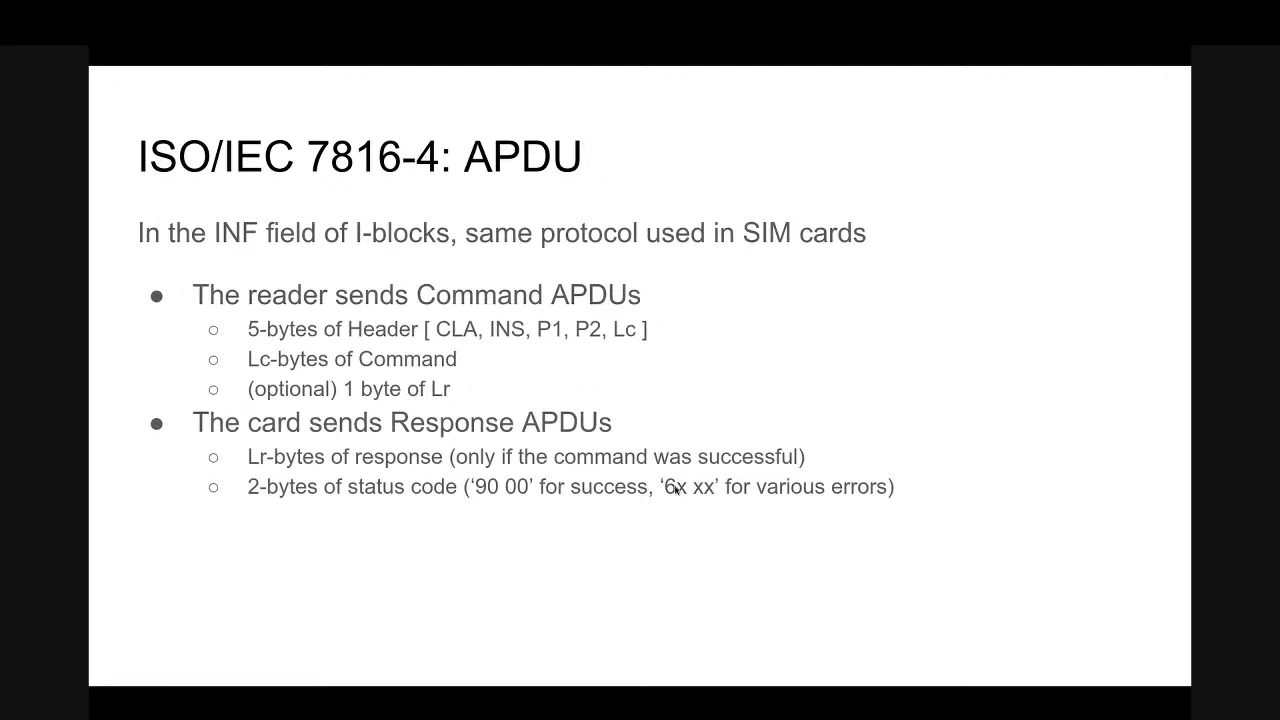 ISO/IEC 7816-4: APDU
In the INF field of I-blocks, same protocol used in SIM cards
● The reader sends Command APDUs
○ 5-bytes of Header [ CLA, INS, P1, P2, Lc ]
○ Lc-bytes of Command
○ (optional) 1 byte of Lr
● The card sends Response APDUs
○ Lr-bytes of response (only if the command was successful)
○ 2-bytes of status code (‘90 00’ for success, ‘6x xx’ for various errors)